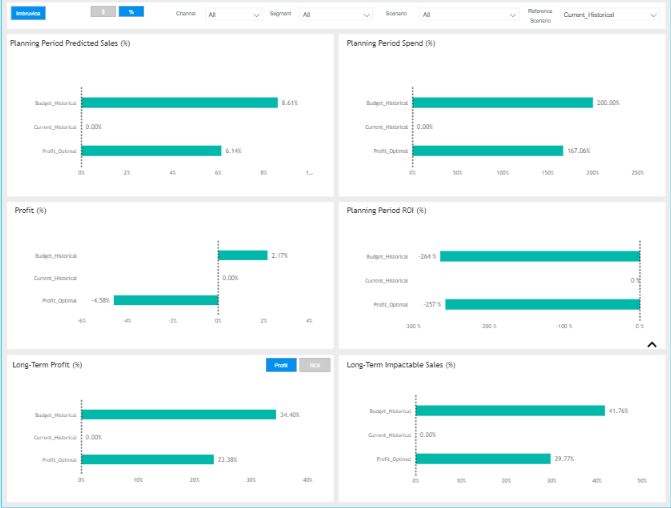 $ %
Channel All
Segment All
Scenario All
Reference Scenario Current_Historical
Planning Period Predicted Sales (%)
Budget_Historical 8.61%
Current_Historical 0.00%
Profit_Optimal 6.14%
0% 2% 4% 6% 8% 1...
Planning Period Spend (%)
Budget_Historical 200.00%
Current_Historical 0.00%
Profit_Optimal 167.06%
0% 50% 100% 150% 200% 250%
Profit (%)
Budget_Historical 2.17%
Current_Historical 0.00%
Profit_Optimal -4.58%
-6% -4% -2% 0% 2% 4%
Planning Period ROI (%)
Budget_Historical -264 %
Current_Historical 0 %
Profit_Optimal -257 %
-300 % -200 % -100 % 0 %
Long-Term Profit (%)
Profit ROI
Budget_Historical 34.40%
Current_Historical 0.00%
Profit_Optimal 23.38%
0% 10% 20% 30% 40%
Long-Term Impactable Sales (%)
Budget_Historical 41.76%
Current_Historical 0.00%
Profit_Optimal 29.77%
0% 10% 20% 30% 40% 50%